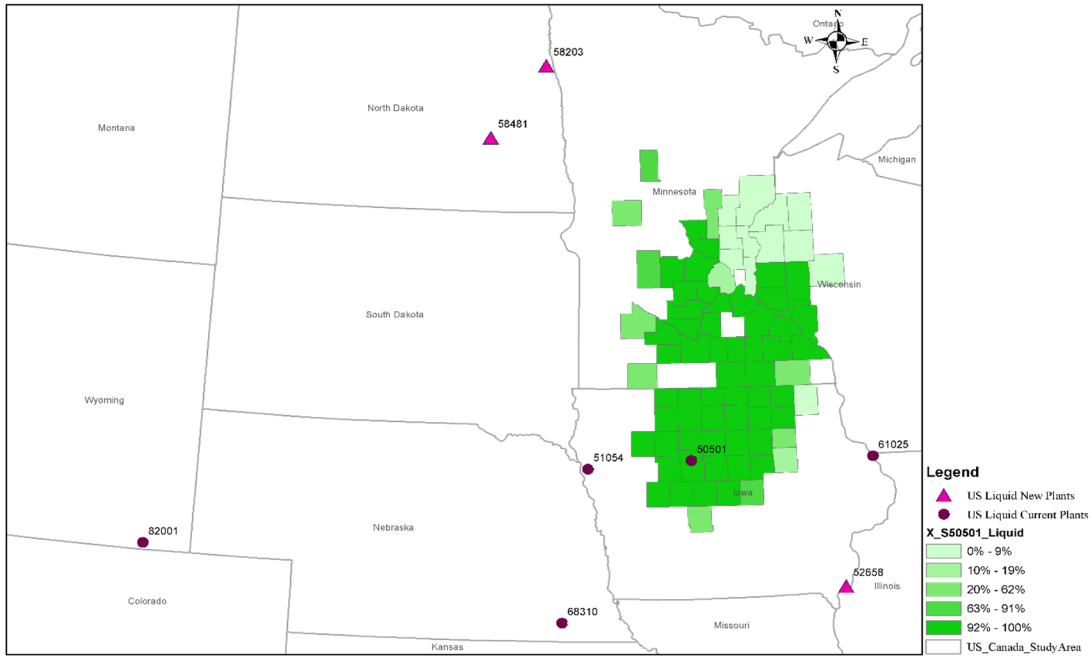 N
Ontario
W E
S
58203
North Dakota
Montana
58481
Michigan
Minnesota
Wisconsin
South Dakota
Wyoming
61025
50501
51054
Legend
US Liquid New Plants
Iowa
US Liquid Current Plants
82001
Nebraska
X_S50501_Liquid
0% - 9%
10% - 19%
52658
Illinois
20% - 62%
Colorado
63% - 91%
68310
Missouri
92% - 100%
Kansas
US_Canada_StudyArea